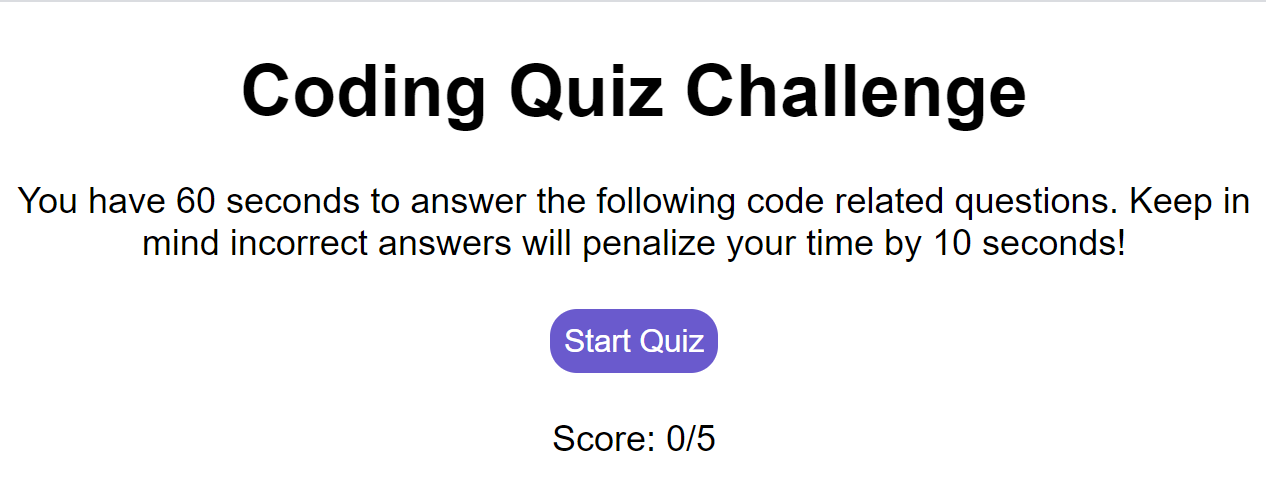 Coding Quiz Challenge
You have 60 seconds to answer the following code related questions. Keep in
mind incorrect answers will penalize your time by 10 seconds!
Start Quiz
Score: 0/5